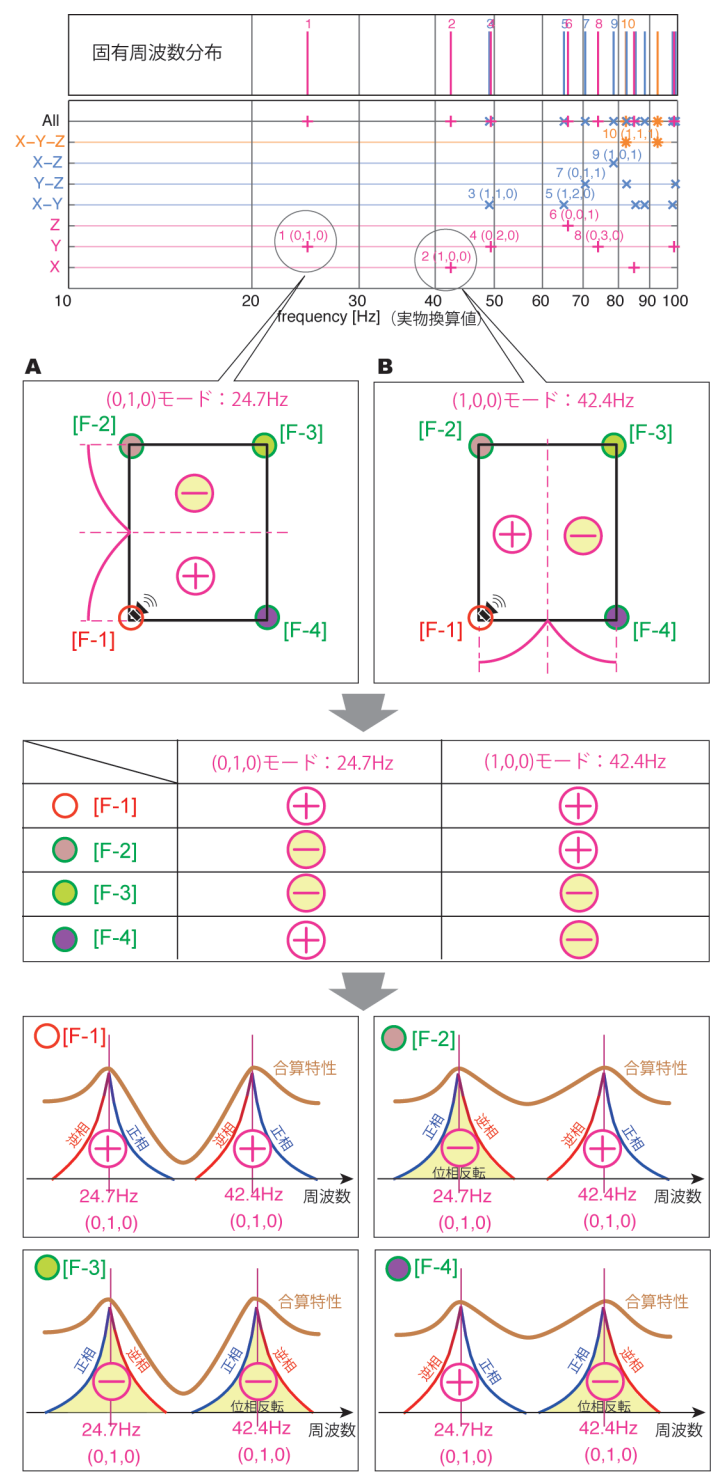 固有周波数分布
1 2 3 4 5 6 7 8 9 10
All
X−Y−Z
10 (1,1,1)
X−Z
9 (1,0,1)
Y−Z
7 (0,1,1)
X−Y
3 (1,1,0)
5 (1,2,0)
Z
6 (0,0,1)
Y
1 (0,1,0)
4 (0,2,0)
8 (0,3,0)
X
2 (1,0,0)
10 20 30 40 50 60 70 80 90 100
frequency [Hz]（実物換算値）
A
(0,1,0)モード：24.7Hz
[F-2]
[F-3]
[F-1]
[F-4]
B
(1,0,0)モード：42.4Hz
[F-2]
[F-3]
[F-1]
[F-4]
(0,1,0)モード：24.7Hz (1,0,0)モード：42.4Hz
[F-1]
[F-2]
[F-3]
[F-4]
[F-1]
合算特性
逆相 正相 逆相 正相
24.7Hz 42.4Hz 周波数
(0,1,0) (0,1,0)
[F-2]
合算特性
正相 逆相 逆相 正相
位相反転
24.7Hz 42.4Hz 周波数
(0,1,0) (0,1,0)
[F-3]
合算特性
正相 逆相 正相 逆相
位相反転
24.7Hz 42.4Hz 周波数
(0,1,0) (0,1,0)
[F-4]
合算特性
逆相 正相 正相 逆相
位相反転
24.7Hz 42.4Hz 周波数
(0,1,0) (0,1,0)